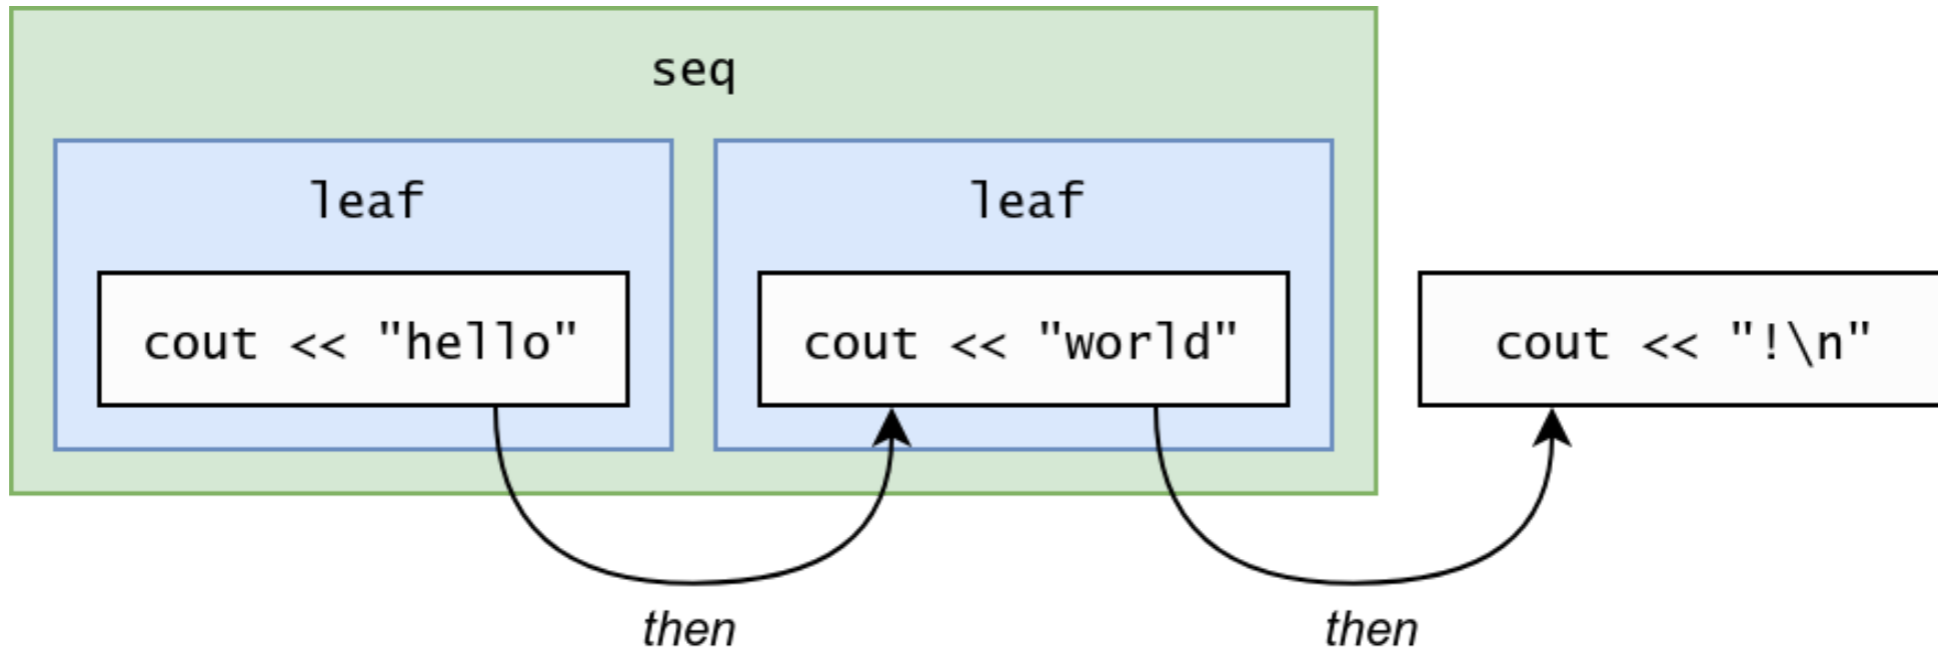 seq
leaf
leaf
cout << "hello"
cout << "world"
cout << "!\n"
then
then